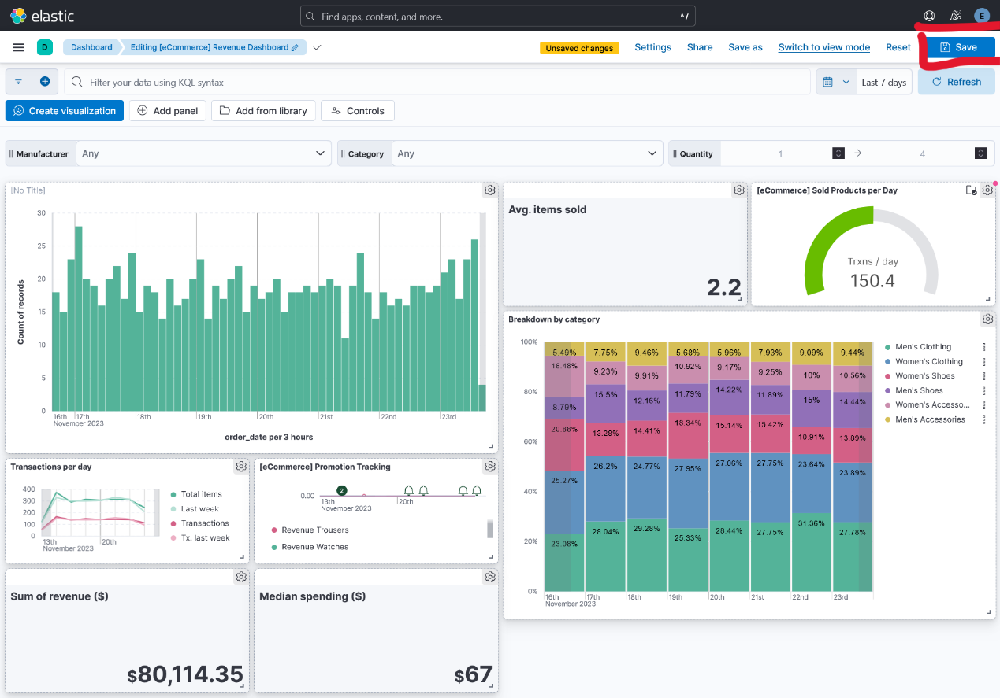 elastic
Find apps, content, and more.
^/
E
D
Dashboard
Editing [eCommerce] Revenue Dashboard
Unsaved changes
Settings
Share
Save as
Switch to view mode
Reset
Save
Filter your data using KQL syntax
Last 7 days
Refresh
Create visualization
Add panel
Add from library
Controls
Manufacturer
Any
Category
Any
Quantity
1
4
[No Title]
30
25
20
15
10
5
0
Count of records
16th
17th
18th
19th
20th
21st
22nd
23rd
November 2023
order_date per 3 hours
Avg. items sold
2.2
[eCommerce] Sold Products per Day
Trxns / day
150.4
Transactions per day
400
300
200
100
0
13th
20th
November 2023
Total items
Last week
Transactions
Tx. last week
[eCommerce] Promotion Tracking
2
0.00
13th
20th
November 2023
Revenue Trousers
Revenue Watches
Sum of revenue ($)
$80,114.35
Median spending ($)
$67
Breakdown by category
100%
80%
60%
40%
20%
0%
5.49% 7.75% 9.46% 5.68% 5.96% 7.93% 9.09% 9.44%
16.48% 9.23% 9.91% 10.92% 9.17% 9.25% 10% 10.56%
8.79% 15.5% 12.16% 11.79% 14.22% 11.89% 15% 14.44%
20.88% 13.28% 14.41% 18.34% 15.14% 15.42% 10.91% 13.89%
25.27% 26.2% 24.77% 27.95% 27.06% 27.75% 23.64% 23.89%
23.08% 28.04% 29.28% 25.33% 28.44% 27.75% 31.36% 27.78%
16th
17th
18th
19th
20th
21st
22nd
23rd
November 2023
Men's Clothing
Women's Clothing
Women's Shoes
Men's Shoes
Women's Accesso...
Men's Accessories